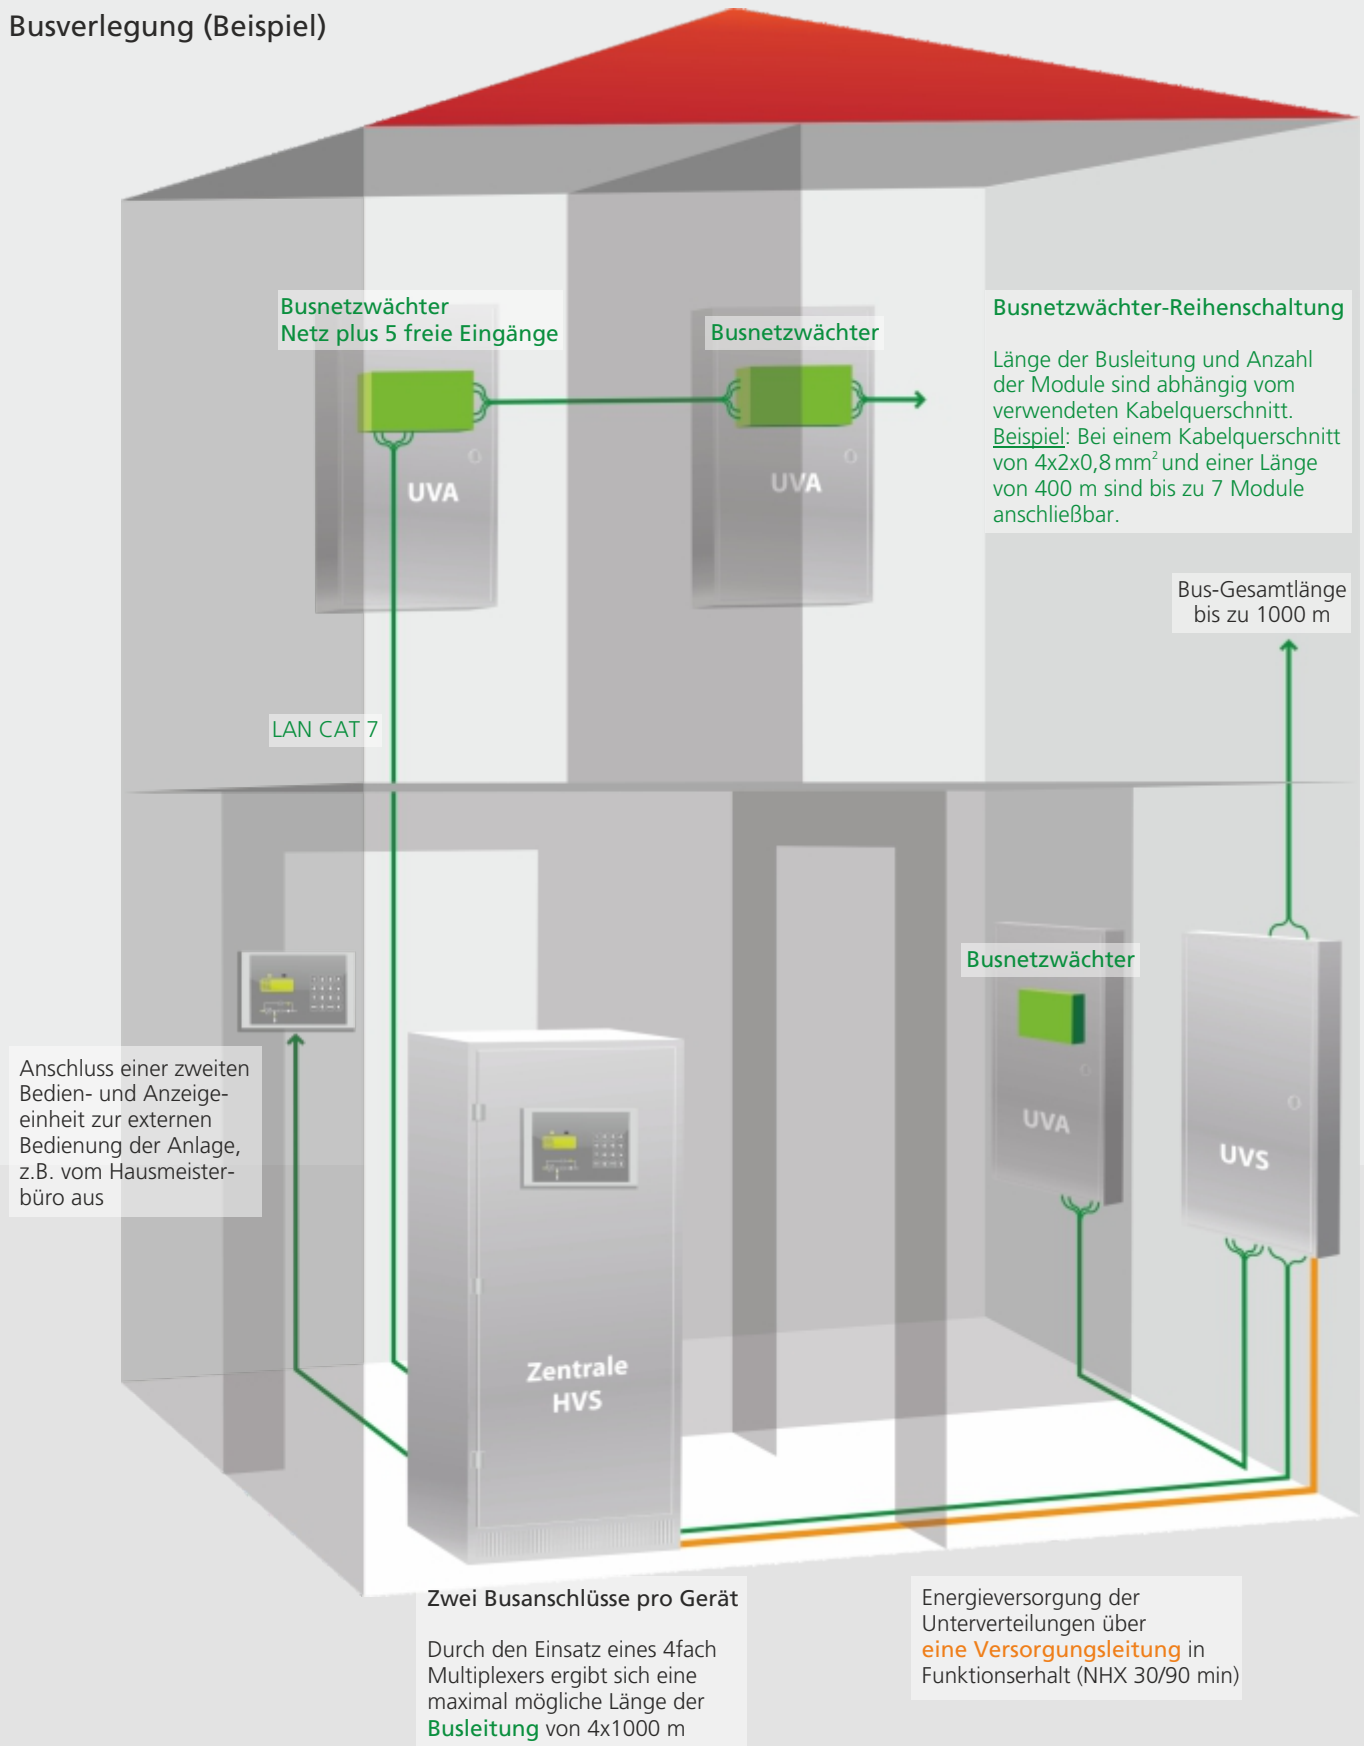 Busverlegung (Beispiel)
Busnetzwächter
Netz plus 5 freie Eingänge
Busnetzwächter
Busnetzwächter-Reihenschaltung
Länge der Busleitung und Anzahl
der Module sind abhängig vom
verwendeten Kabelquerschnitt.
Beispiel: Bei einem Kabelquerschnitt
von 4x2x0,8 mm² und einer Länge
von 400 m sind bis zu 7 Module
anschließbar.
UVA
UVA
Bus-Gesamtlänge
bis zu 1000 m
LAN CAT 7
Busnetzwächter
Anschluss einer zweiten
Bedien- und Anzeige-
einheit zur externen
Bedienung der Anlage,
z.B. vom Hausmeister-
büro aus
UVA
UVS
Zentrale
HVS
Zwei Busanschlüsse pro Gerät
Durch den Einsatz eines 4fach
Multiplexers ergibt sich eine
maximal mögliche Länge der
Busleitung von 4x1000 m
Energieversorgung der
Unterverteilungen über
eine Versorgungsleitung in
Funktionserhalt (NHX 30/90 min)